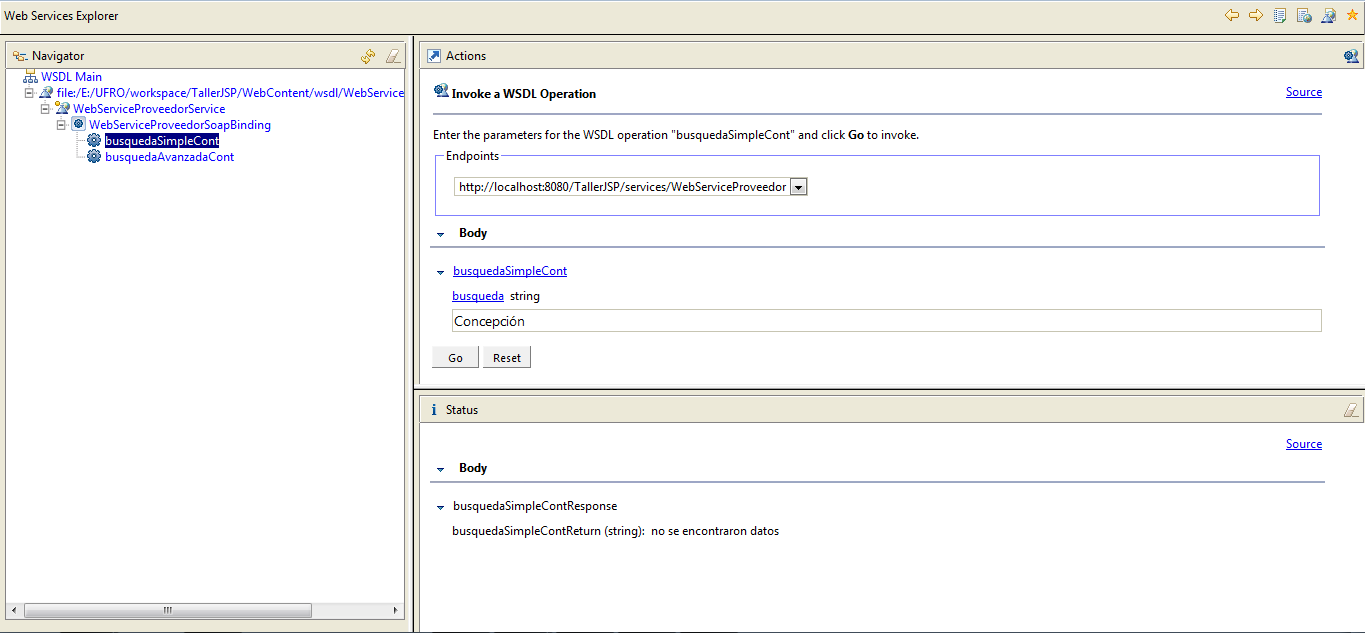 Web Services Explorer
Navigator
WSDL Main
file:/E:/UFRO/workspace/TallerJSP/WebContent/wsdl/WebService
WebServiceProveedorService
WebServiceProveedorSoapBinding
busquedaSimpleCont
busquedaAvanzadaCont
Actions
Invoke a WSDL Operation
Source
Enter the parameters for the WSDL operation "busquedaSimpleCont" and click Go to invoke.
Endpoints
http://localhost:8080/TallerJSP/services/WebServiceProveedor
Body
busquedaSimpleCont
busqueda string
Concepción
Go Reset
i Status
Source
Body
busquedaSimpleContResponse
busquedaSimpleContReturn (string): no se encontraron datos